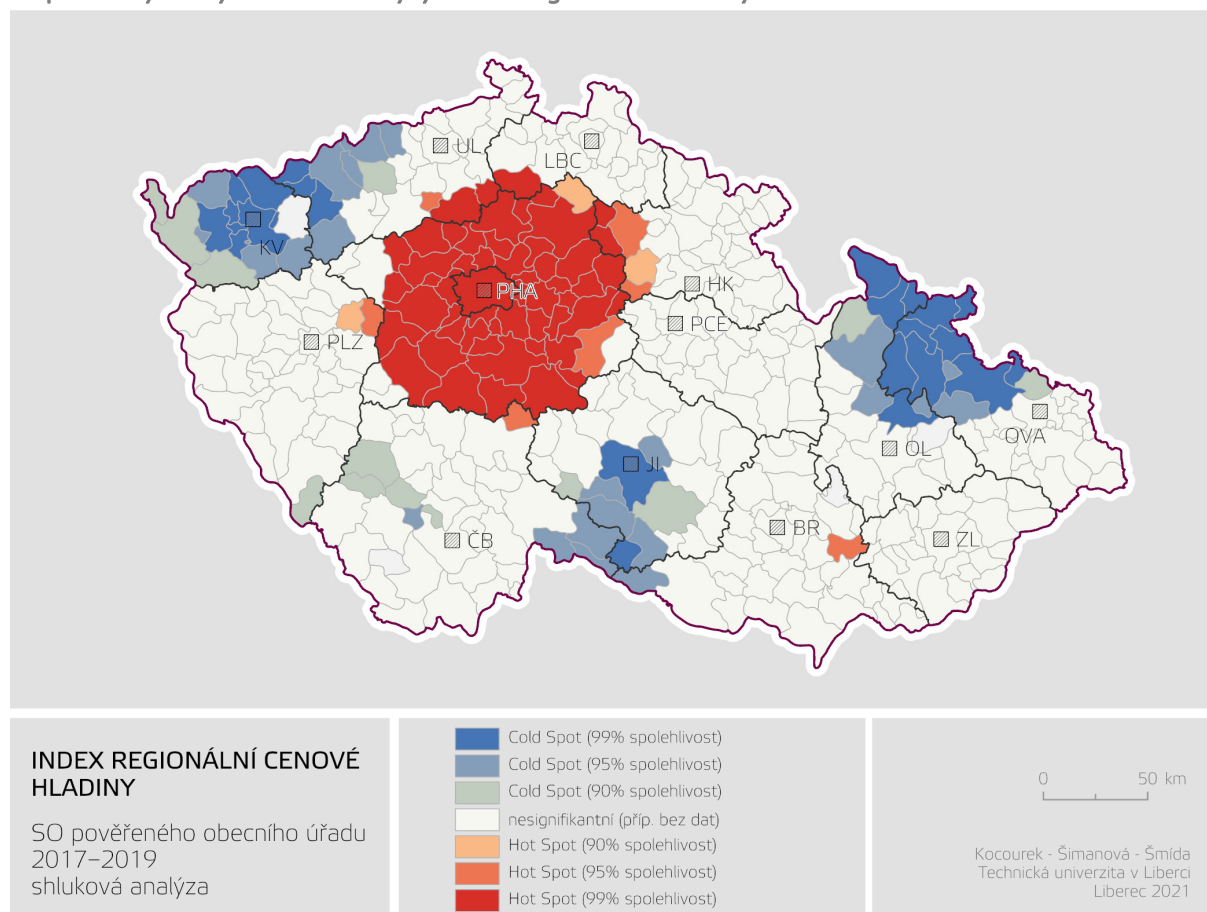 UL
LBC
KV
PHA
HK
PCE
PLZ
OVA
OL
JI
BR
ZL
ČB
INDEX REGIONÁLNÍ CENOVÉ
HLADINY
SO pověřeného obecního úřadu
2017–2019
shluková analýza
Cold Spot (99% spolehlivost)
Cold Spot (95% spolehlivost)
Cold Spot (90% spolehlivost)
nesignifikantní (příp. bez dat)
Hot Spot (90% spolehlivost)
Hot Spot (95% spolehlivost)
Hot Spot (99% spolehlivost)
0 50 km
Kocourek - Šimanová - Šmída
Technická univerzita v Liberci
Liberec 2021